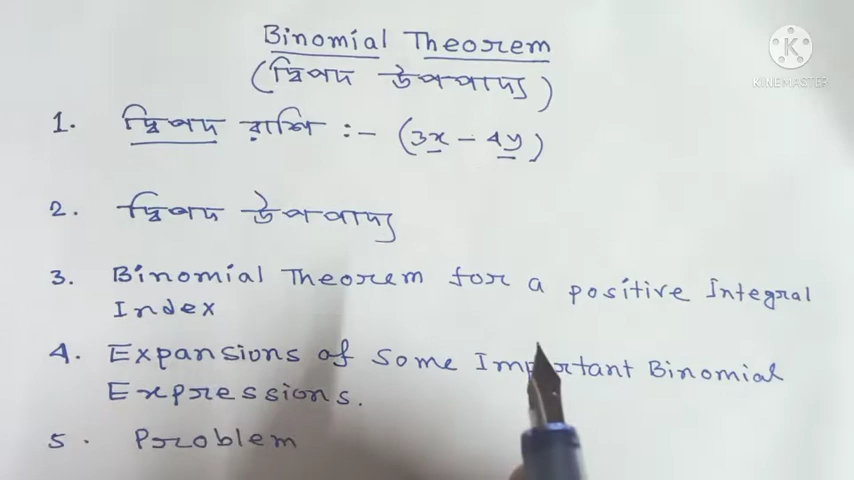 Binomial Theorem
(দ্বিপদ উপপাদ্য)
K
KINEMASTER
1. দ্বিপদ রাশি :- (3x - 4y)
2. দ্বিপদ উপপাদ্য
3. Binomial Theorem for a positive Integral
Index
4. Expansions of Some Important Binomial
Expressions.
5. Problem